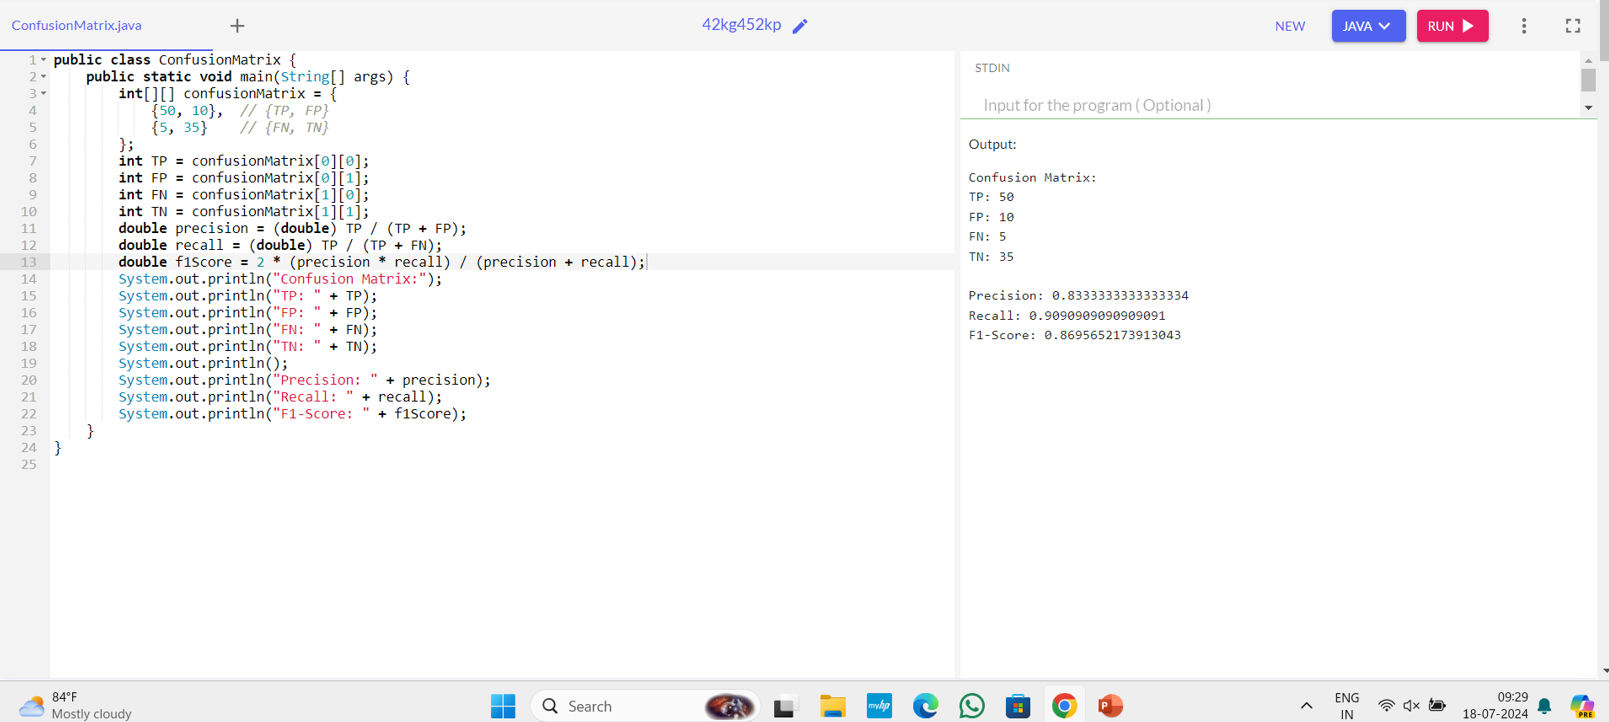 ConfusionMatrix.java
+
42kg452kp
NEW
JAVA
RUN
1 public class ConfusionMatrix {
2 public static void main(String[] args) {
3 int[][] confusionMatrix = {
4 {50, 10}, // {TP, FP}
5 {5, 35} // {FN, TN}
6 };
7 int TP = confusionMatrix[0][0];
8 int FP = confusionMatrix[0][1];
9 int FN = confusionMatrix[1][0];
10 int TN = confusionMatrix[1][1];
11 double precision = (double) TP / (TP + FP);
12 double recall = (double) TP / (TP + FN);
13 double f1Score = 2 * (precision * recall) / (precision + recall);
14 System.out.println("Confusion Matrix:");
15 System.out.println("TP: " + TP);
16 System.out.println("FP: " + FP);
17 System.out.println("FN: " + FN);
18 System.out.println("TN: " + TN);
19 System.out.println();
20 System.out.println("Precision: " + precision);
21 System.out.println("Recall: " + recall);
22 System.out.println("F1-Score: " + f1Score);
23 }
24 }
25
STDIN
Input for the program ( Optional )
Output:
Confusion Matrix:
TP: 50
FP: 10
FN: 5
TN: 35
Precision: 0.8333333333333334
Recall: 0.9090909090909091
F1-Score: 0.8695652173913043
84°F
Mostly cloudy
Search
myhp
P
ENG
IN
09:29
18-07-2024
PRE